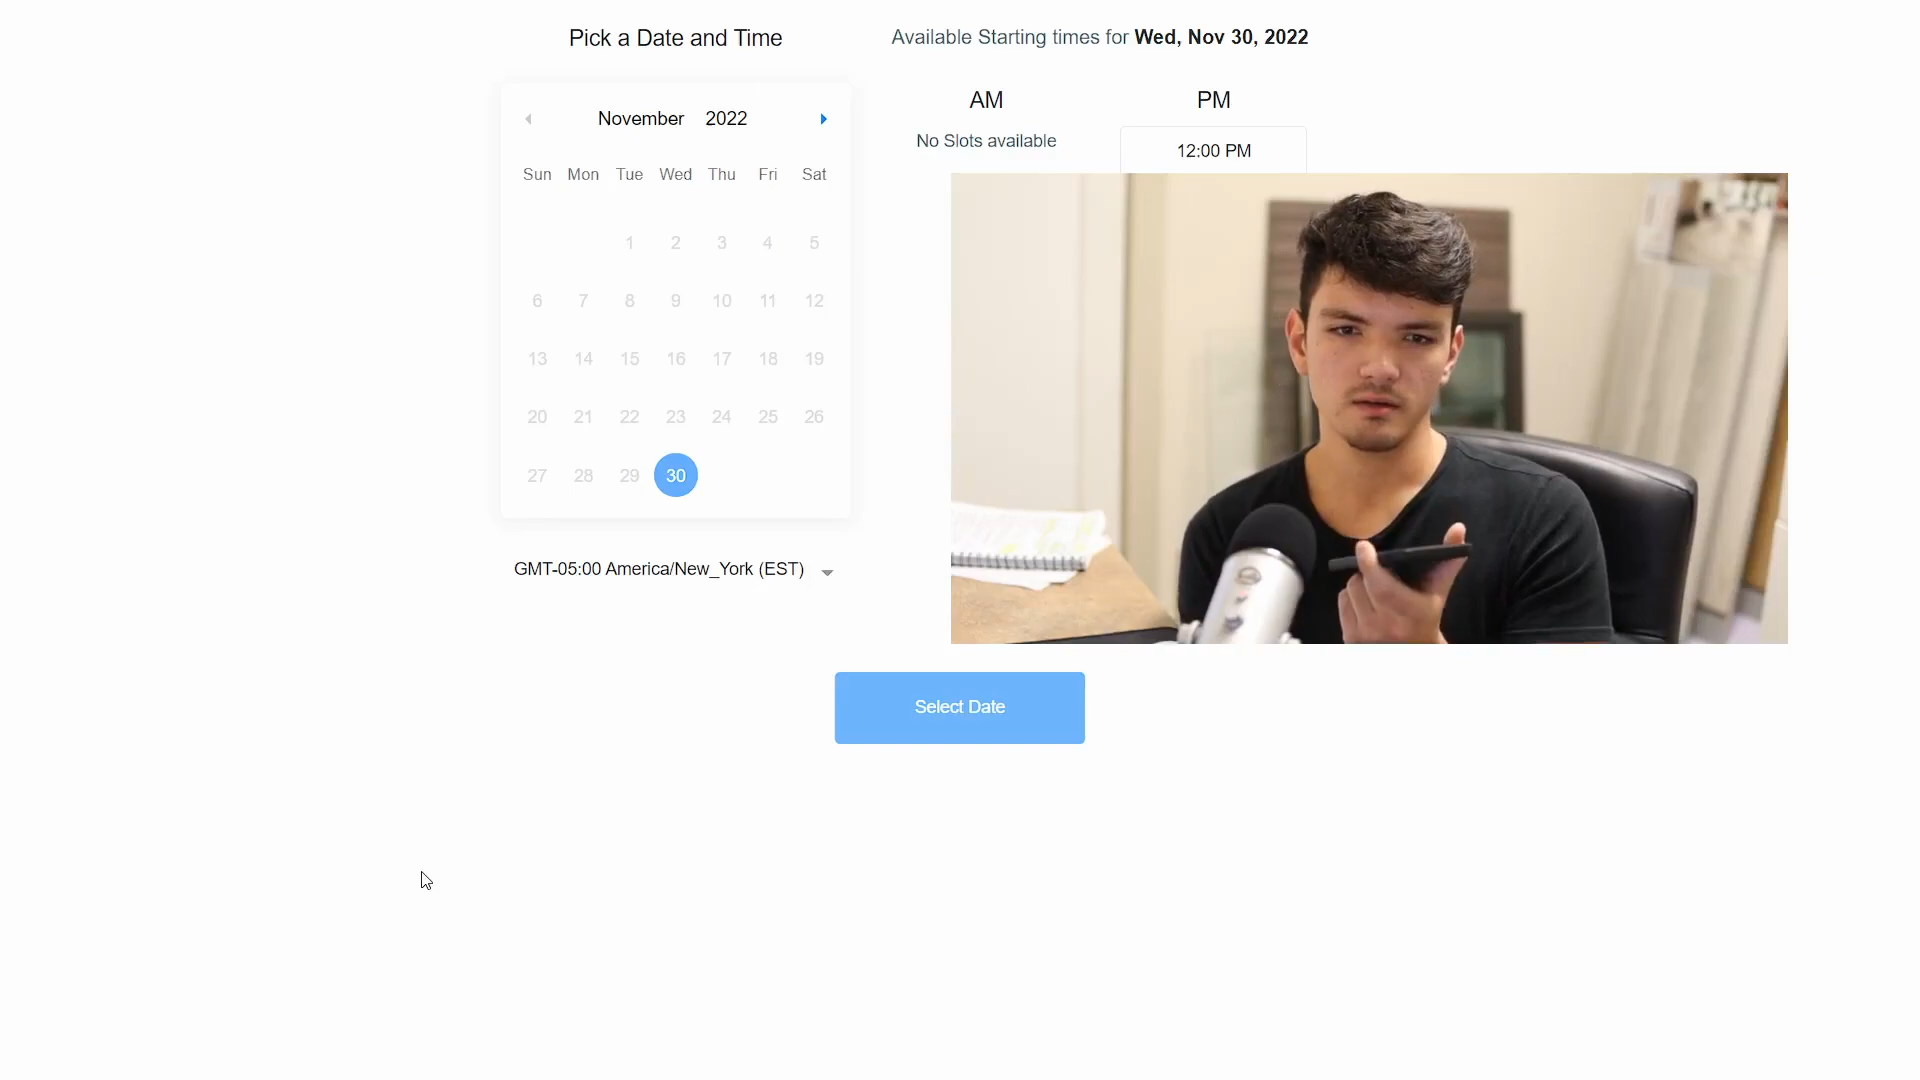 Pick a Date and Time
November 2022
Sun Mon Tue Wed Thu Fri Sat
1 2 3 4 5
6 7 8 9 10 11 12
13 14 15 16 17 18 19
20 21 22 23 24 25 26
27 28 29 30
GMT-05:00 America/New_York (EST)
Available Starting times for Wed, Nov 30, 2022
AM
No Slots available
PM
12:00 PM
Select Date